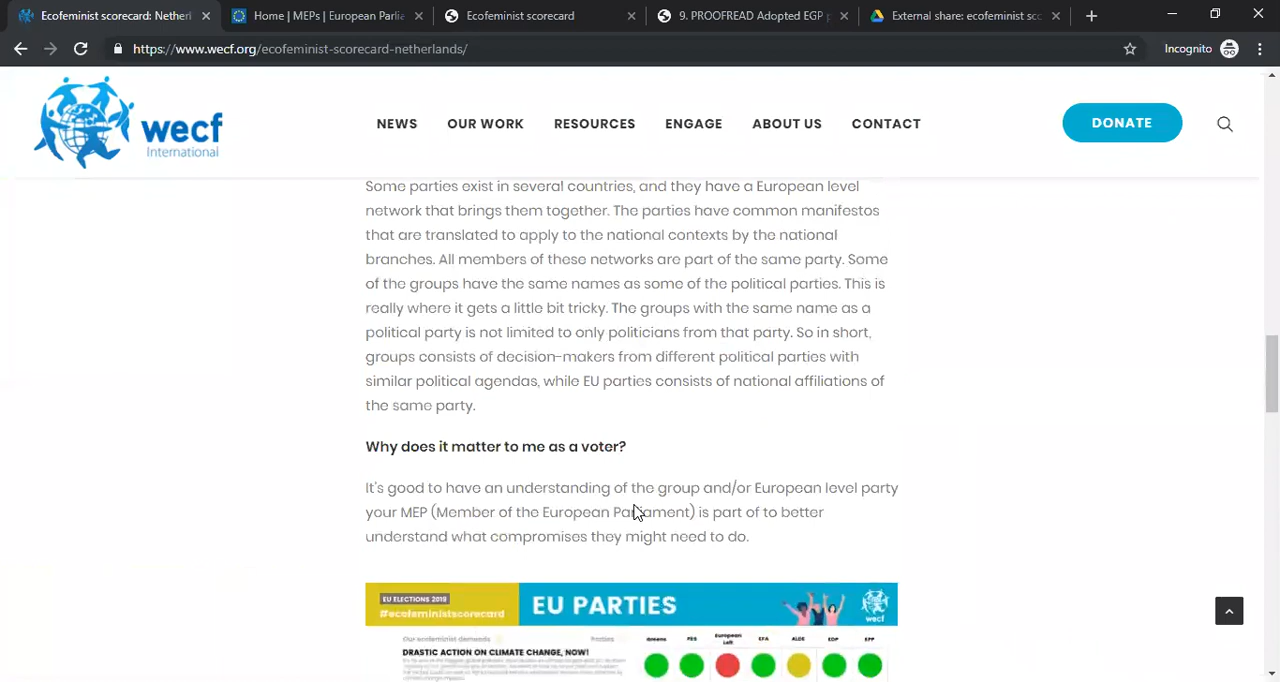 Ecofeminist scorecard: Netherl
Home | MEPs | European Parlia
Ecofeminist scorecard
9. PROOFREAD Adopted EGP
External share: ecofeminist sc
https://www.wecf.org/ecofeminist-scorecard-netherlands/
Incognito
wecf
International
NEWS
OUR WORK
RESOURCES
ENGAGE
ABOUT US
CONTACT
DONATE
Some parties exist in several countries, and they have a European level
network that brings them together. The parties have common manifestos
that are translated to apply to the national contexts by the national
branches. All members of these networks are part of the same party. Some
of the groups have the same names as some of the political parties. This is
really where it gets a little bit tricky. The groups with the same name as a
political party is not limited to only politicians from that party. So in short,
groups consists of decision-makers from different political parties with
similar political agendas, while EU parties consists of national affiliations of
the same party.
Why does it matter to me as a voter?
It's good to have an understanding of the group and/or European level party
your MEP (Member of the European Parliament) is part of to better
understand what compromises they might need to do.
EU ELECTIONS 2019
#ecofeministscorecard
EU PARTIES
wecf
Our ecofeminist demands
Parties
Greens
PES
European
Left
EFA
ALDE
EDP
EPP
DRASTIC ACTION ON CLIMATE CHANGE, NOW!